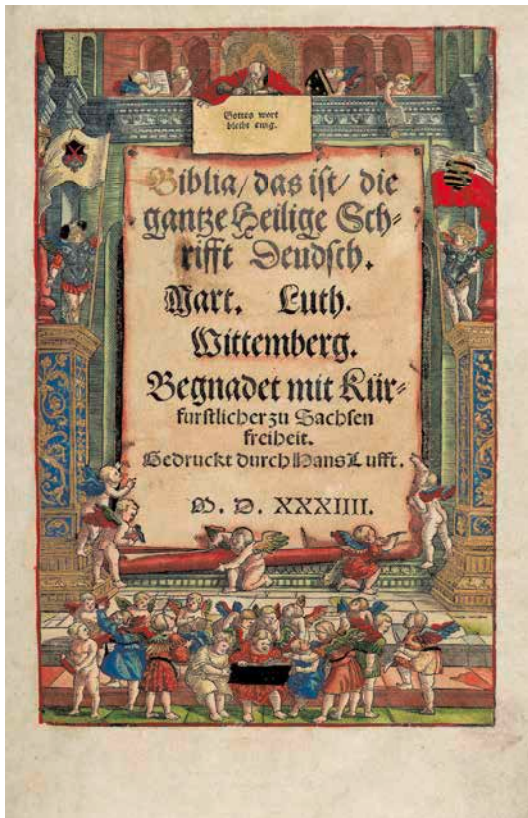 Gottes wort
bleibt ewig.
Biblia/ das ist/ die
gantze Heilige Sch=
rifft Deudsch.
Mart. Luth.
Wittemberg.
Begnadet mit Kür=
furstlicher zu Sachsen
freiheit.
Gedruckt durch Hans Lufft.
M. D. XXXIIII.